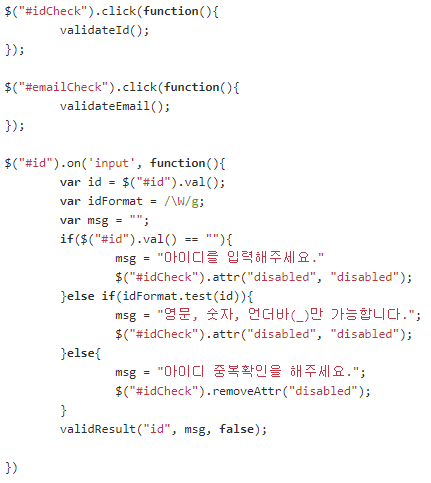 $("#idCheck").click(function(){
        validateId();
});

$("#emailCheck").click(function(){
        validateEmail();
});

$("#id").on('input', function(){
        var id = $("#id").val();
        var idFormat = /\W/g;
        var msg = "";
        if($("#id").val() == ""){
                msg = "아이디를 입력해주세요."
                $("#idCheck").attr("disabled", "disabled");
        }else if(idFormat.test(id)){
                msg = "영문, 숫자, 언더바(_)만 가능합니다.";
                $("#idCheck").attr("disabled", "disabled");
        }else{
                msg = "아이디 중복확인을 해주세요.";
                $("#idCheck").removeAttr("disabled");
        }
        validResult("id", msg, false);

})